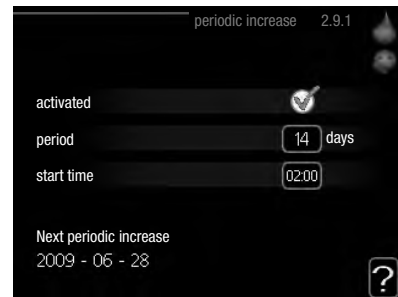 periodic increase 2.9.1
activated
period 14 days
start time 02:00
Next periodic increase
2009 - 06 - 28
?